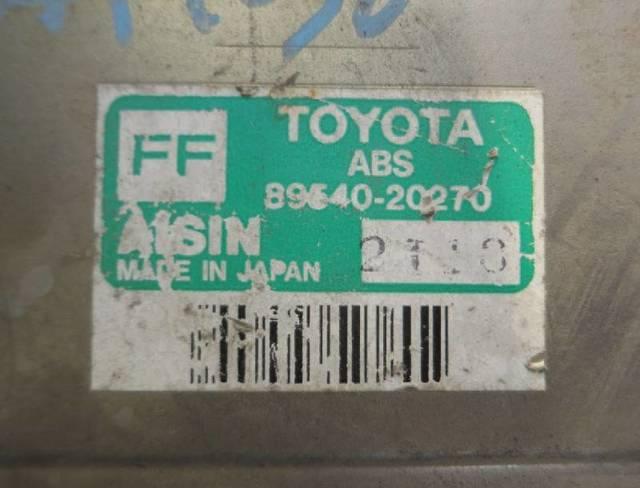 FF
TOYOTA
ABS
89540-20270
AISIN
MADE IN JAPAN